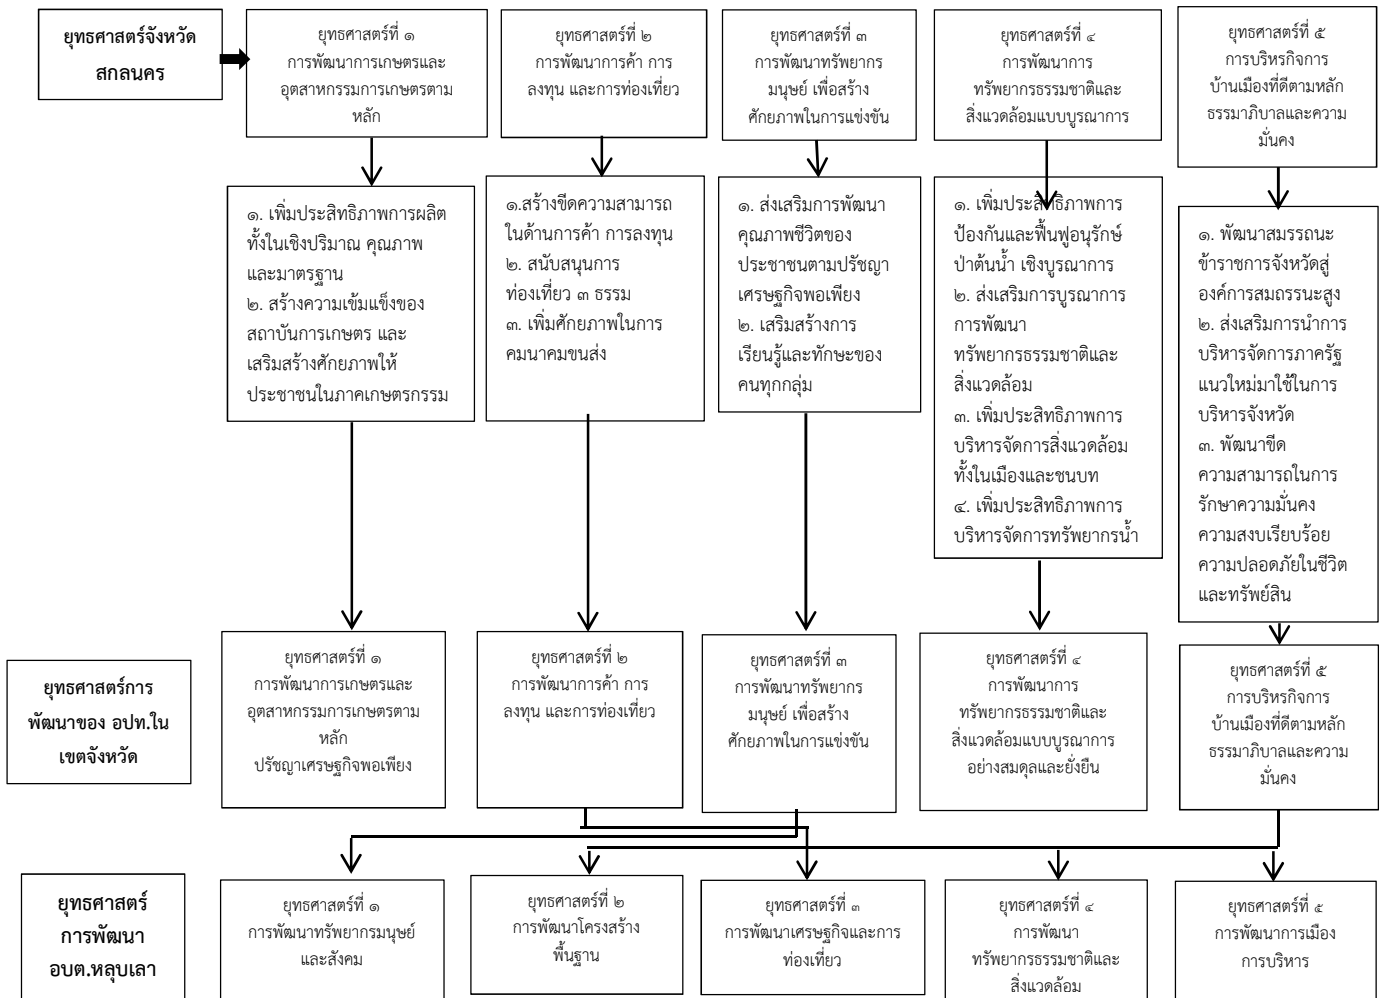 ยุทธศาสตร์จังหวัด
สกลนคร
ยุทธศาสตร์ที่ ๑
การพัฒนาการเกษตรและ
อุตสาหกรรมการเกษตรตาม
หลัก
ยุทธศาสตร์ที่ ๒
การพัฒนาการค้า การ
ลงทุน และการท่องเที่ยว
ยุทธศาสตร์ที่ ๓
การพัฒนาทรัพยากร
มนุษย์ เพื่อสร้าง
ศักยภาพในการแข่งขัน
ยุทธศาสตร์ที่ ๔
การพัฒนาการ
ทรัพยากรธรรมชาติและ
สิ่งแวดล้อมแบบบูรณาการ
ยุทธศาสตร์ที่ ๕
การบริหรกิจการ
บ้านเมืองที่ดีตามหลัก
ธรรมาภิบาลและความ
มั่นคง
๑. เพิ่มประสิทธิภาพการผลิต
ทั้งในเชิงปริมาณ คุณภาพ
และมาตรฐาน
๒. สร้างความเข้มแข็งของ
สถาบันการเกษตร และ
เสริมสร้างศักยภาพให้
ประชาชนในภาคเกษตรกรรม
๑.สร้างขีดความสามารถ
ในด้านการค้า การลงทุน
๒. สนับสนุนการ
ท่องเที่ยว ๓ ธรรม
๓. เพิ่มศักยภาพในการ
คมนาคมขนส่ง
๑. ส่งเสริมการพัฒนา
คุณภาพชีวิตของ
ประชาชนตามปรัชญา
เศรษฐกิจพอเพียง
๒. เสริมสร้างการ
เรียนรู้และทักษะของ
คนทุกกลุ่ม
๑. เพิ่มประสิทธิภาพการ
ป้องกันและฟื้นฟูอนุรักษ์
ป่าต้นน้ำ เชิงบูรณาการ
๒. ส่งเสริมการบูรณาการ
การพัฒนา
ทรัพยากรธรรมชาติและ
สิ่งแวดล้อม
๓. เพิ่มประสิทธิภาพการ
บริหารจัดการสิ่งแวดล้อม
ทั้งในเมืองและชนบท
๔. เพิ่มประสิทธิภาพการ
บริหารจัดการทรัพยากรน้ำ
๑. พัฒนาสมรรถนะ
ข้าราชการจังหวัดสู่
องค์การสมถรรนะสูง
๒. ส่งเสริมการนำการ
บริหารจัดการภาครัฐ
แนวใหม่มาใช้ในการ
บริหารจังหวัด
๓. พัฒนาขีด
ความสามารถในการ
รักษาความมั่นคง
ความสงบเรียบร้อย
ความปลอดภัยในชีวิต
และทรัพย์สิน
ยุทธศาสตร์การ
พัฒนาของ อปท.ใน
เขตจังหวัด
ยุทธศาสตร์ที่ ๑
การพัฒนาการเกษตรและ
อุตสาหกรรมการเกษตรตาม
หลัก
ปรัชญาเศรษฐกิจพอเพียง
ยุทธศาสตร์ที่ ๒
การพัฒนาการค้า การ
ลงทุน และการท่องเที่ยว
ยุทธศาสตร์ที่ ๓
การพัฒนาทรัพยากร
มนุษย์ เพื่อสร้าง
ศักยภาพในการแข่งขัน
ยุทธศาสตร์ที่ ๔
การพัฒนาการ
ทรัพยากรธรรมชาติและ
สิ่งแวดล้อมแบบบูรณาการ
อย่างสมดุลและยั่งยืน
ยุทธศาสตร์ที่ ๕
การบริหรกิจการ
บ้านเมืองที่ดีตามหลัก
ธรรมาภิบาลและความ
มั่นคง
ยุทธศาสตร์
การพัฒนา
อบต.หลุบเลา
ยุทธศาสตร์ที่ ๑
การพัฒนาทรัพยากรมนุษย์
และสังคม
ยุทธศาสตร์ที่ ๒
การพัฒนาโครงสร้าง
พื้นฐาน
ยุทธศาสตร์ที่ ๓
การพัฒนาเศรษฐกิจและการ
ท่องเที่ยว
ยุทธศาสตร์ที่ ๔
การพัฒนา
ทรัพยากรธรรมชาติและ
สิ่งแวดล้อม
ยุทธศาสตร์ที่ ๕
การพัฒนาการเมือง
การบริหาร